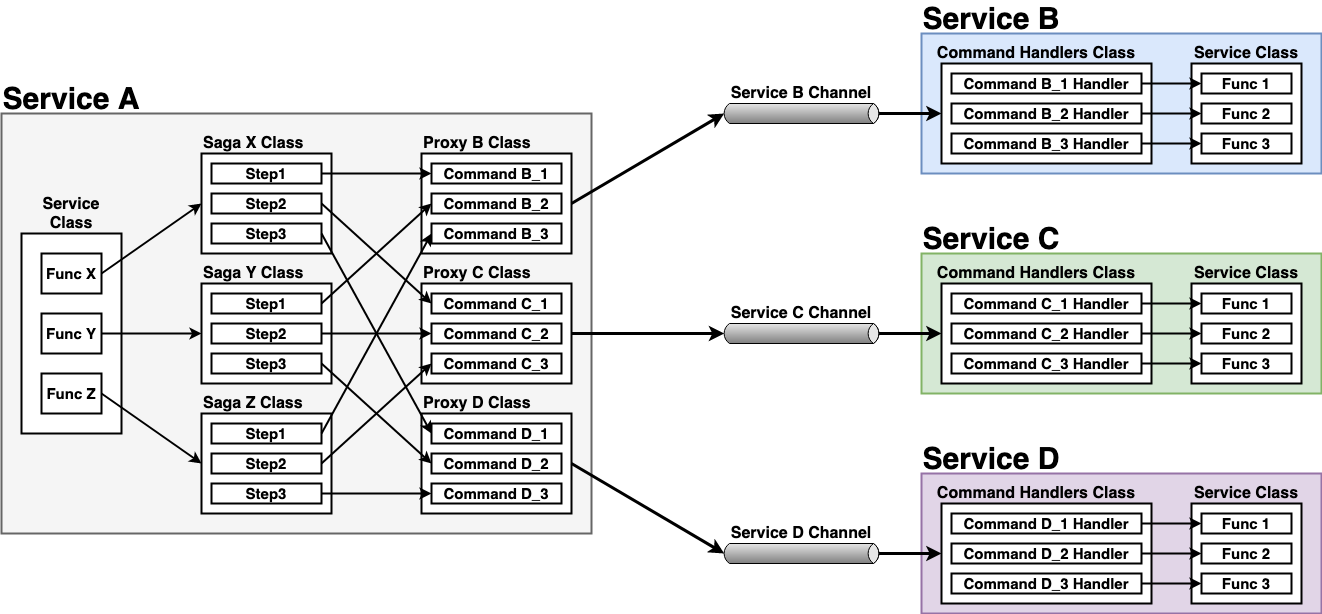 Service A
Service
Class
Func X
Func Y
Func Z
Saga X Class
Step1
Step2
Step3
Saga Y Class
Step1
Step2
Step3
Saga Z Class
Step1
Step2
Step3
Proxy B Class
Command B_1
Command B_2
Command B_3
Proxy C Class
Command C_1
Command C_2
Command C_3
Proxy D Class
Command D_1
Command D_2
Command D_3
Service B Channel
Service C Channel
Service D Channel
Service B
Command Handlers Class
Command B_1 Handler
Command B_2 Handler
Command B_3 Handler
Service Class
Func 1
Func 2
Func 3
Service C
Command Handlers Class
Command C_1 Handler
Command C_2 Handler
Command C_3 Handler
Service Class
Func 1
Func 2
Func 3
Service D
Command Handlers Class
Command D_1 Handler
Command D_2 Handler
Command D_3 Handler
Service Class
Func 1
Func 2
Func 3